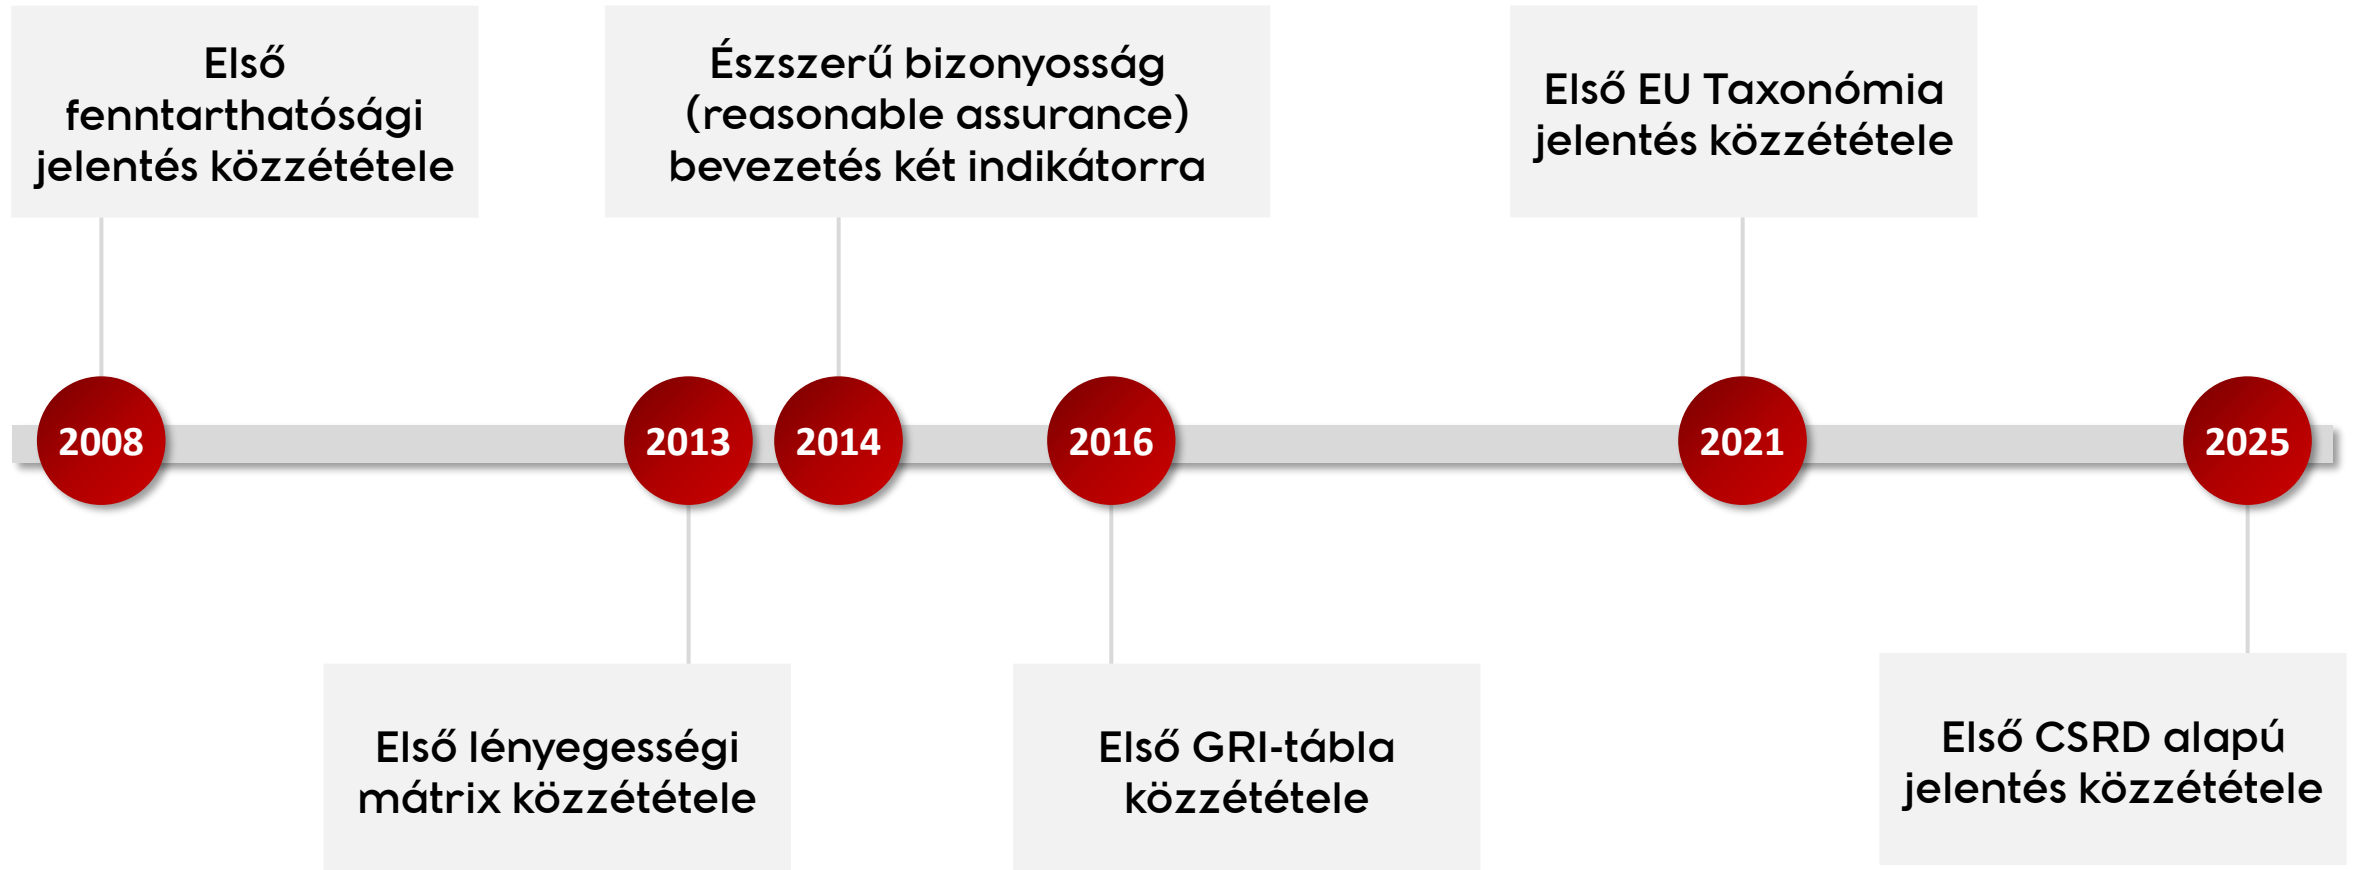 Első
fenntarthatósági
jelentés közzététele
Észszerű bizonyosság
(reasonable assurance)
bevezetés két indikátorra
Első EU Taxonómia
jelentés közzététele
2008
2013
2014
2016
2021
2025
Első lényegességi
mátrix közzététele
Első GRI-tábla
közzététele
Első CSRD alapú
jelentés közzététele